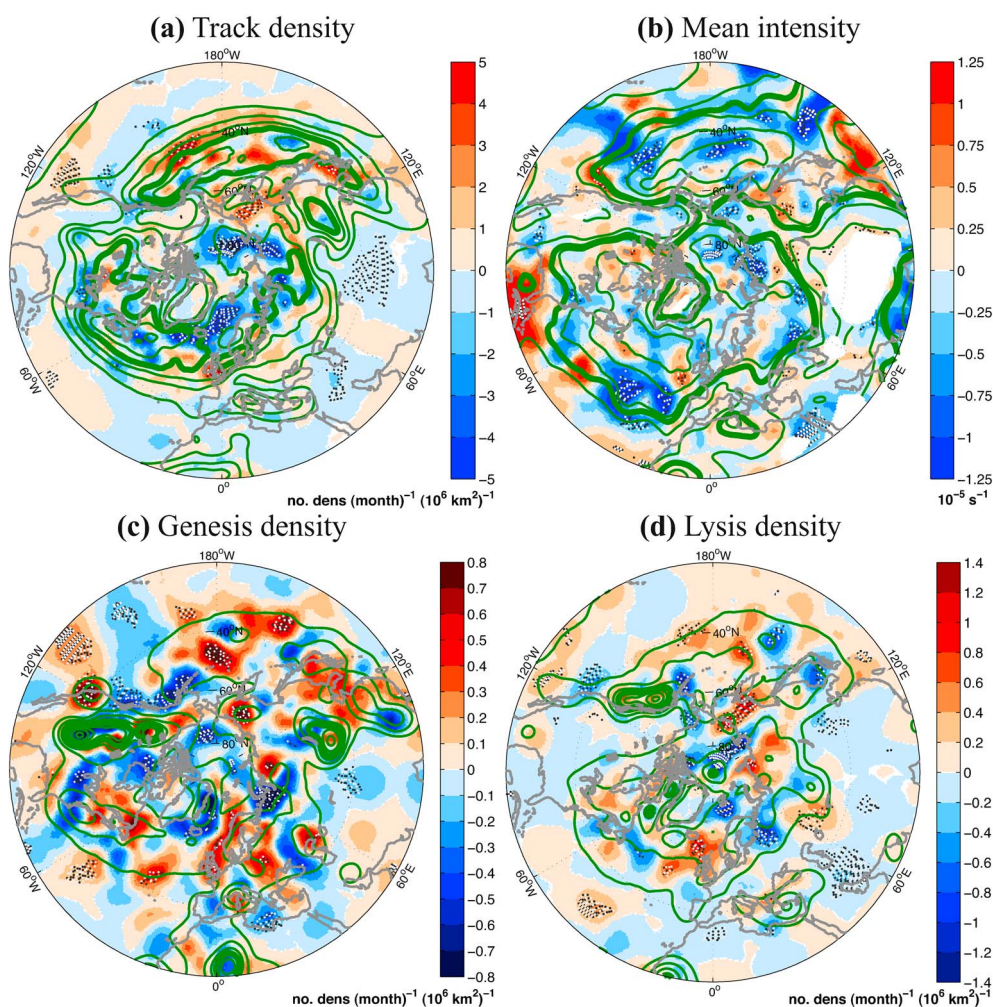 (a) Track density
180°W
120°W
120°E
60°W
60°E
0°
40°N
60°N
80°N
5
4
3
2
1
0
−1
−2
−3
−4
−5
no. dens (month)⁻¹ (10⁶ km²)⁻¹
(b) Mean intensity
180°W
120°W
120°E
60°W
60°E
0°
40°N
60°N
80°N
1.25
1
0.75
0.5
0.25
0
−0.25
−0.5
−0.75
−1
−1.25
10⁻⁵ s⁻¹
(c) Genesis density
180°W
120°W
120°E
60°W
60°E
0°
40°N
60°N
80°N
0.8
0.7
0.6
0.5
0.4
0.3
0.2
0.1
0
−0.1
−0.2
−0.3
−0.4
−0.5
−0.6
−0.7
−0.8
no. dens (month)⁻¹ (10⁶ km²)⁻¹
(d) Lysis density
180°W
120°W
120°E
60°W
60°E
0°
40°N
60°N
80°N
1.4
1.2
1
0.8
0.6
0.4
0.2
0
−0.2
−0.4
−0.6
−0.8
−1
−1.2
−1.4
no. dens (month)⁻¹ (10⁶ km²)⁻¹